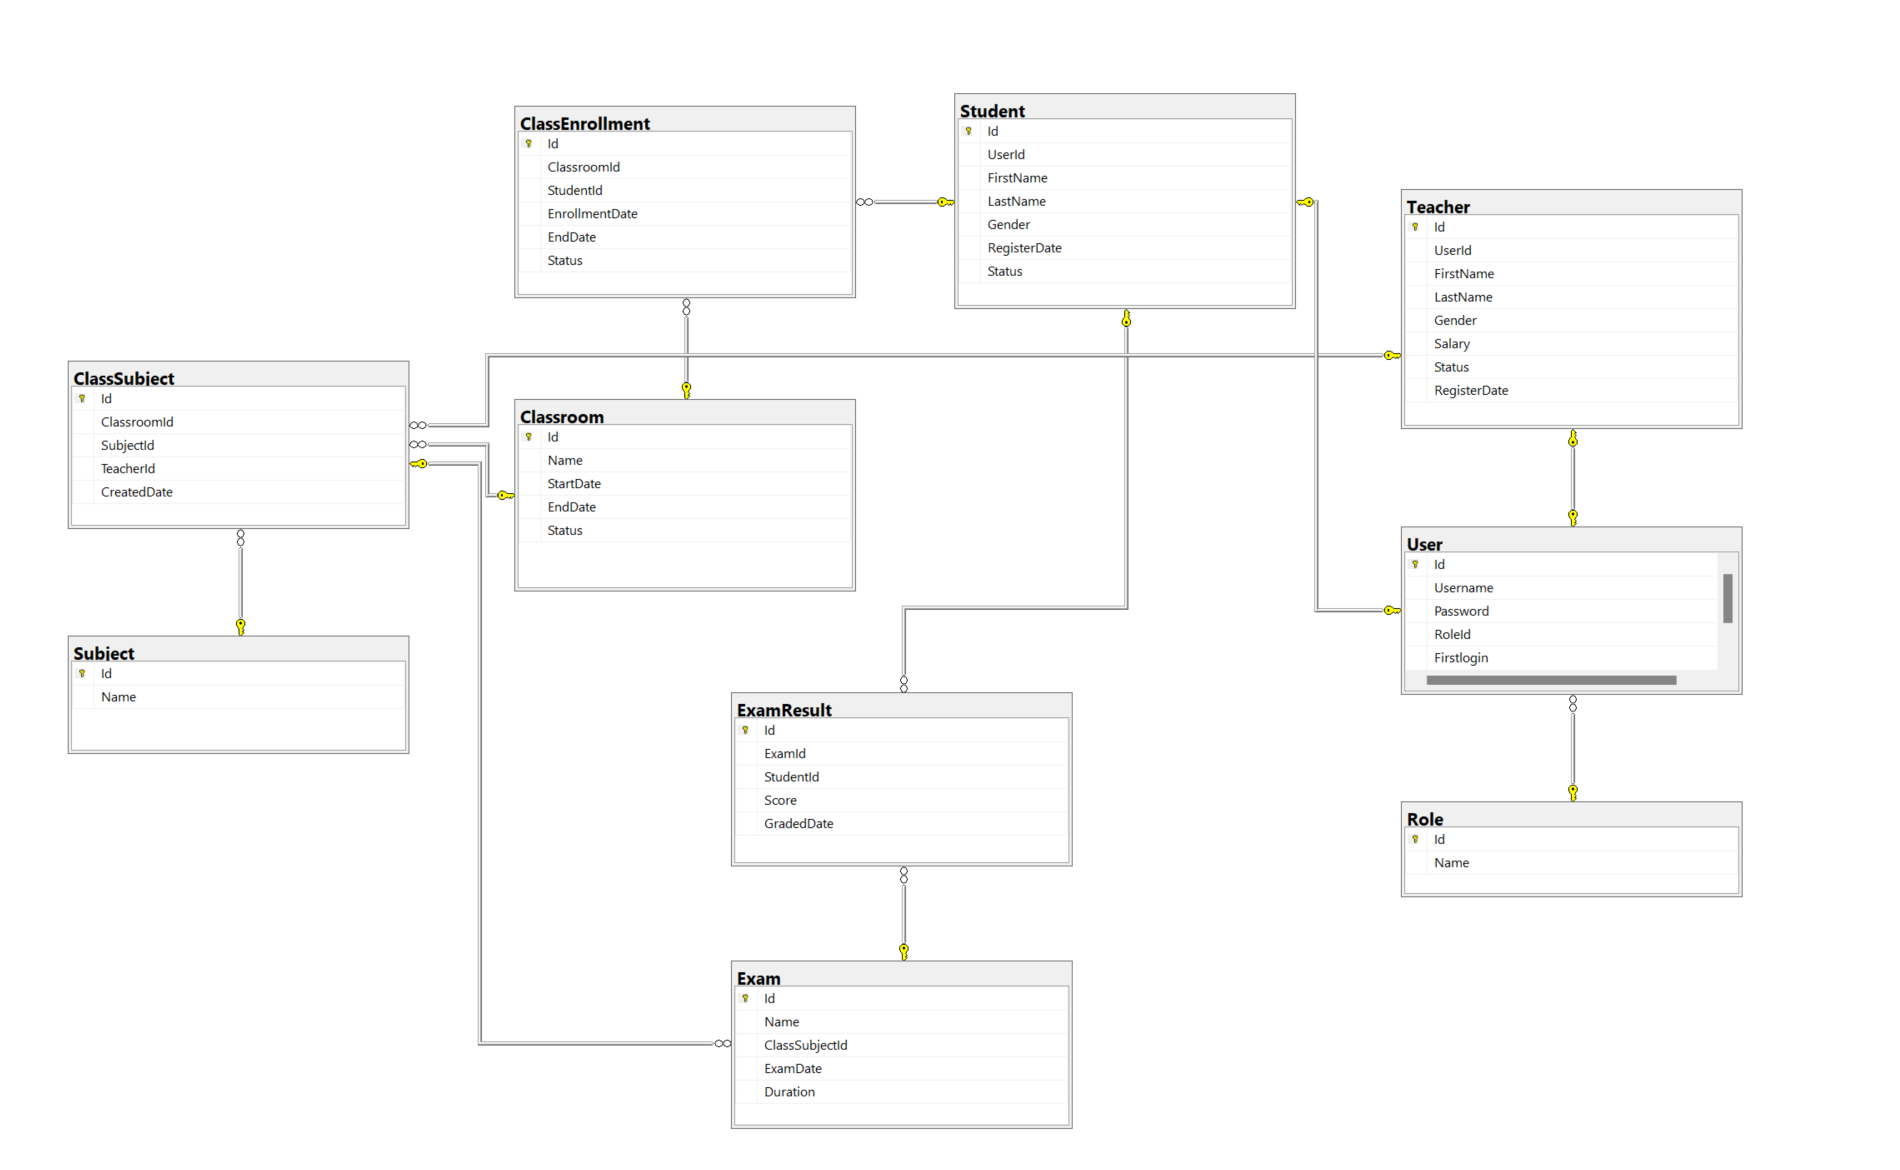 ClassEnrollment
Id
ClassroomId
StudentId
EnrollmentDate
EndDate
Status
Student
Id
UserId
FirstName
LastName
Gender
RegisterDate
Status
Teacher
Id
UserId
FirstName
LastName
Gender
Salary
Status
RegisterDate
ClassSubject
Id
ClassroomId
SubjectId
TeacherId
CreatedDate
Classroom
Id
Name
StartDate
EndDate
Status
User
Id
Username
Password
RoleId
Firstlogin
Subject
Id
Name
ExamResult
Id
ExamId
StudentId
Score
GradedDate
Role
Id
Name
Exam
Id
Name
ClassSubjectId
ExamDate
Duration